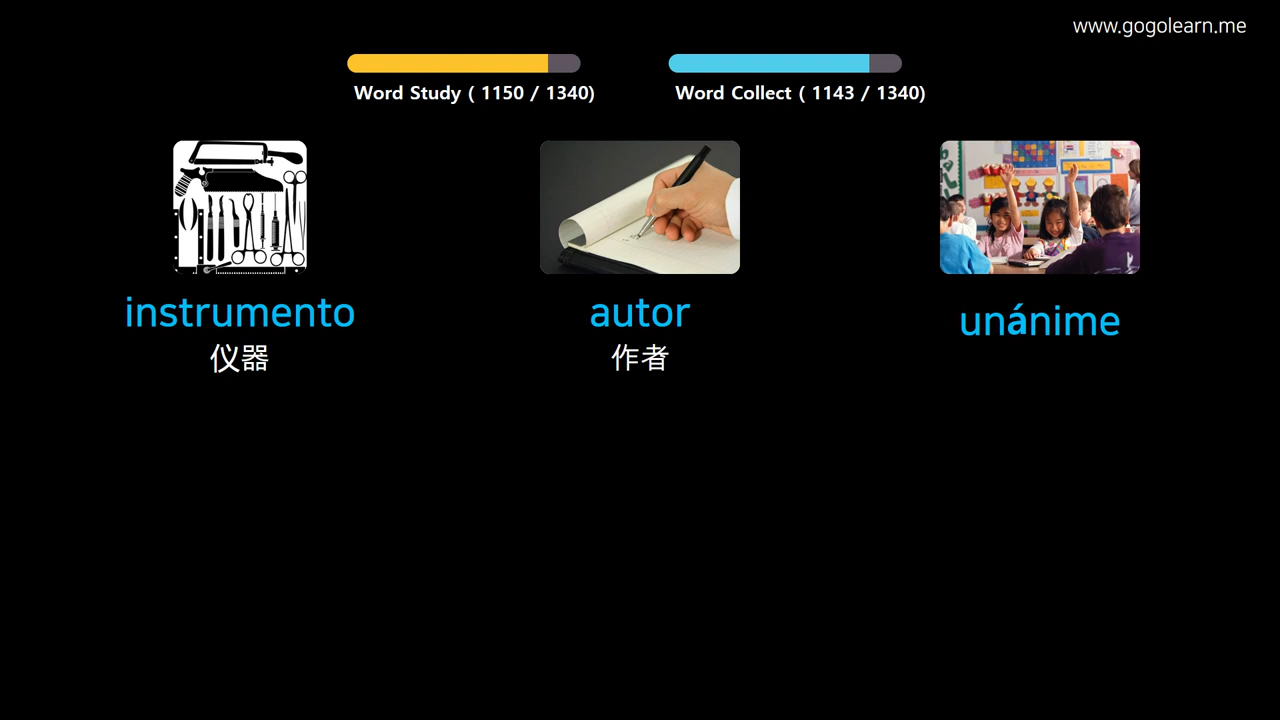 www.gogolearn.me
Word Study ( 1150 / 1340)
Word Collect ( 1143 / 1340)
instrumento
仪器
autor
作者
unánime